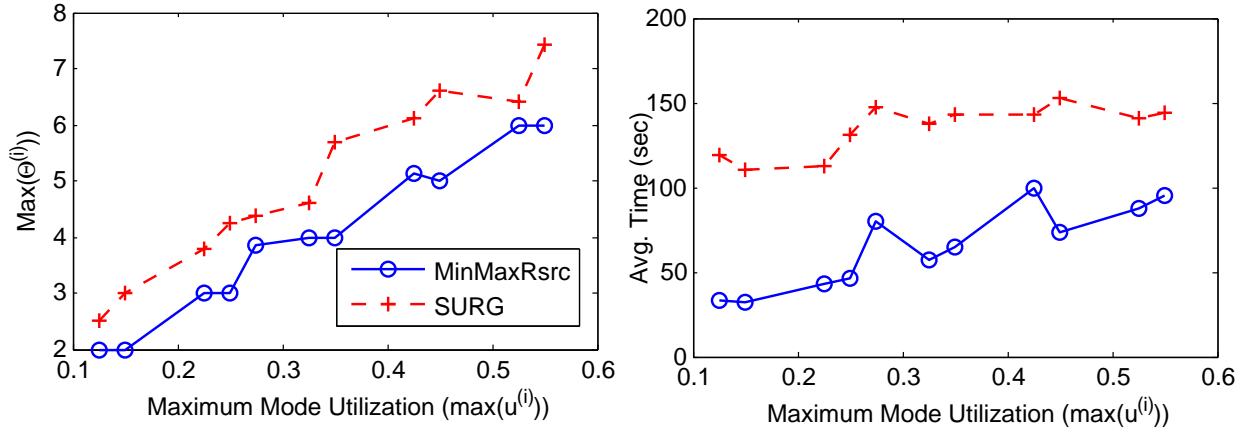 8
7
6
5
4
3
2
Max(Θ^(i))
0.1 0.2 0.3 0.4 0.5 0.6
Maximum Mode Utilization (max(u^(i)))
MinMaxRsrc
SURG
200
150
100
50
0
Avg. Time (sec)
0.1 0.2 0.3 0.4 0.5 0.6
Maximum Mode Utilization (max(u^(i)))